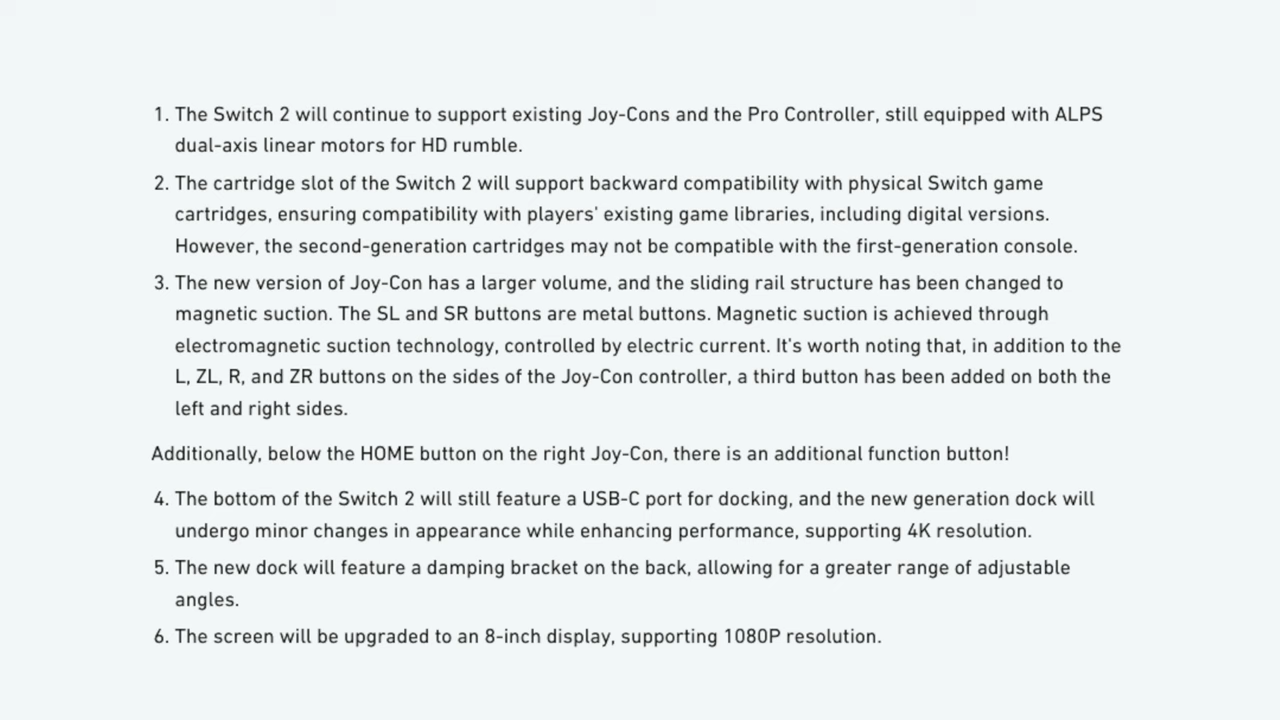 1. The Switch 2 will continue to support existing Joy-Cons and the Pro Controller, still equipped with ALPS
dual-axis linear motors for HD rumble.
2. The cartridge slot of the Switch 2 will support backward compatibility with physical Switch game
cartridges, ensuring compatibility with players' existing game libraries, including digital versions.
However, the second-generation cartridges may not be compatible with the first-generation console.
3. The new version of Joy-Con has a larger volume, and the sliding rail structure has been changed to
magnetic suction. The SL and SR buttons are metal buttons. Magnetic suction is achieved through
electromagnetic suction technology, controlled by electric current. It's worth noting that, in addition to the
L, ZL, R, and ZR buttons on the sides of the Joy-Con controller, a third button has been added on both the
left and right sides.
Additionally, below the HOME button on the right Joy-Con, there is an additional function button!
4. The bottom of the Switch 2 will still feature a USB-C port for docking, and the new generation dock will
undergo minor changes in appearance while enhancing performance, supporting 4K resolution.
5. The new dock will feature a damping bracket on the back, allowing for a greater range of adjustable
angles.
6. The screen will be upgraded to an 8-inch display, supporting 1080P resolution.